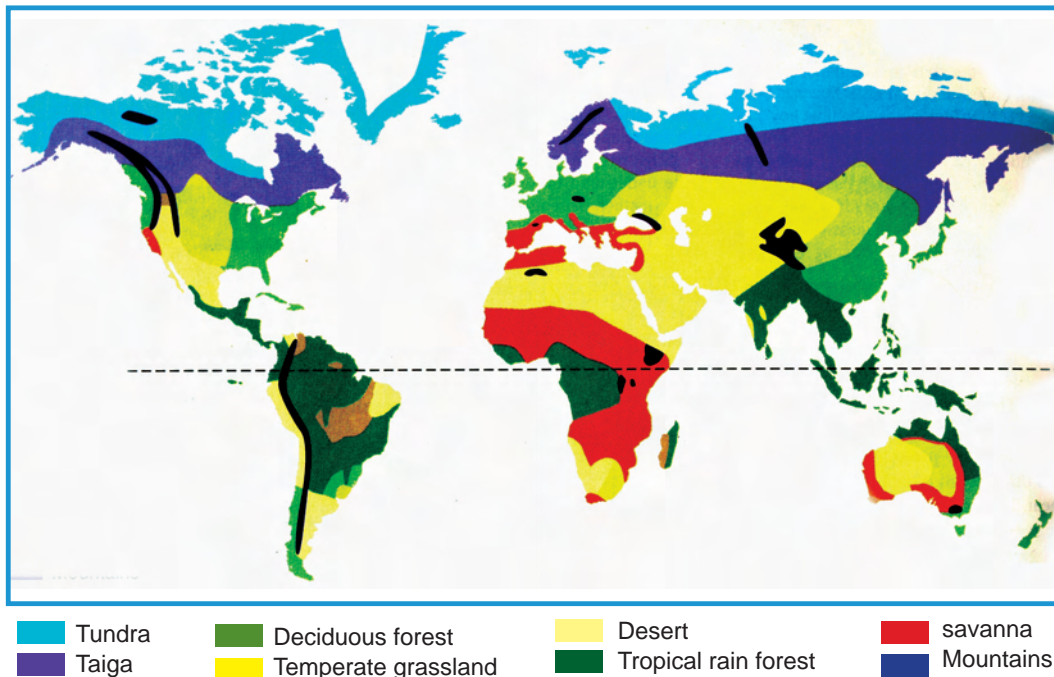 Tundra
Deciduous forest
Desert
savanna
Taiga
Temperate grassland
Tropical rain forest
Mountains